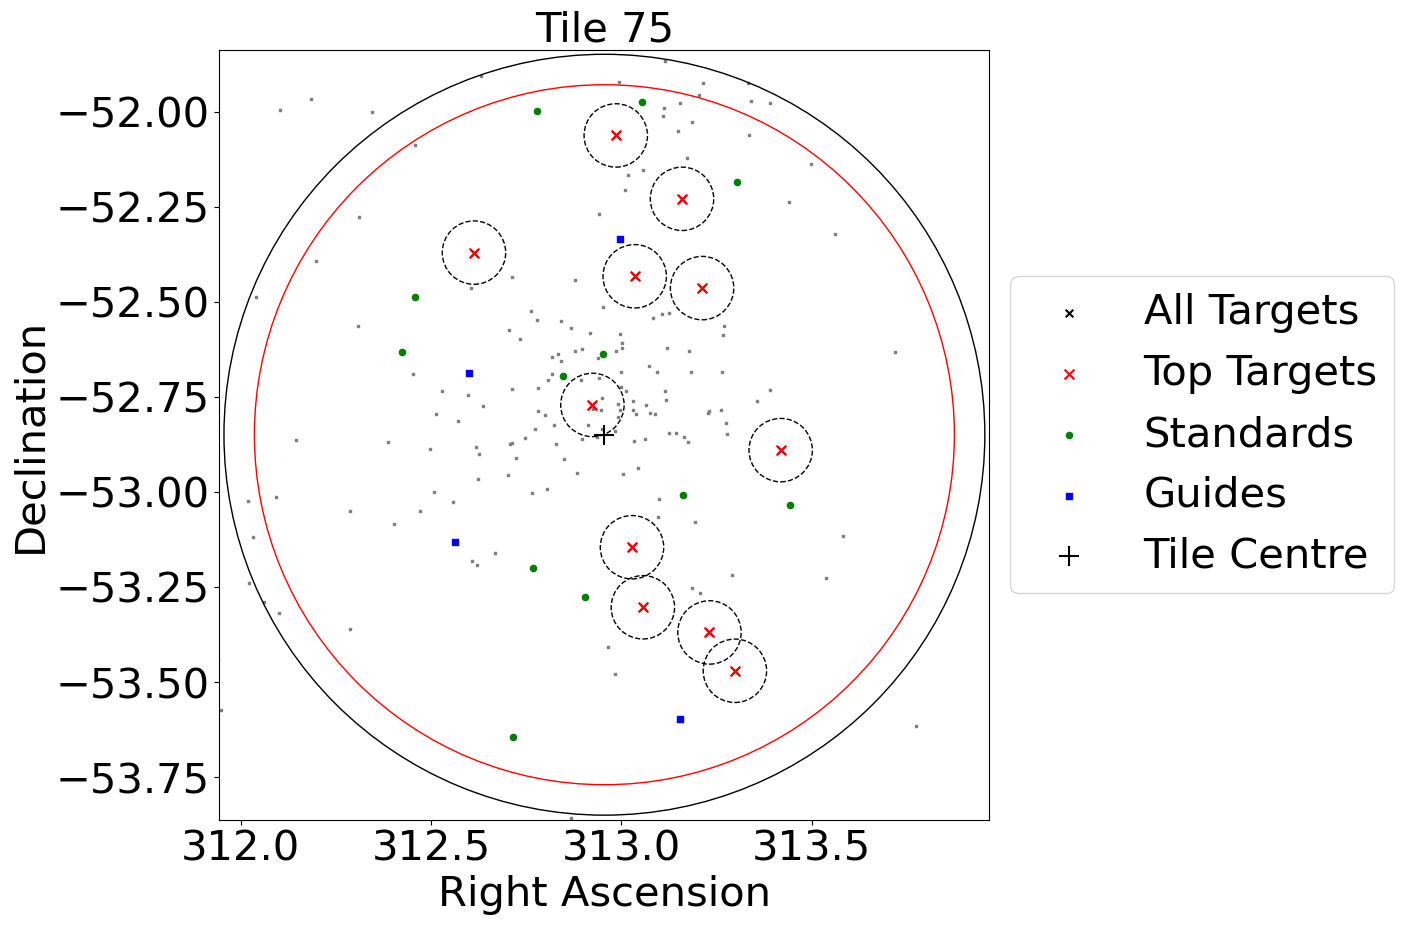 Tile 75
−52.00
−52.25
−52.50
−52.75
−53.00
−53.25
−53.50
−53.75
Declination
312.0 312.5 313.0 313.5
Right Ascension
All Targets
Top Targets
Standards
Guides
Tile Centre